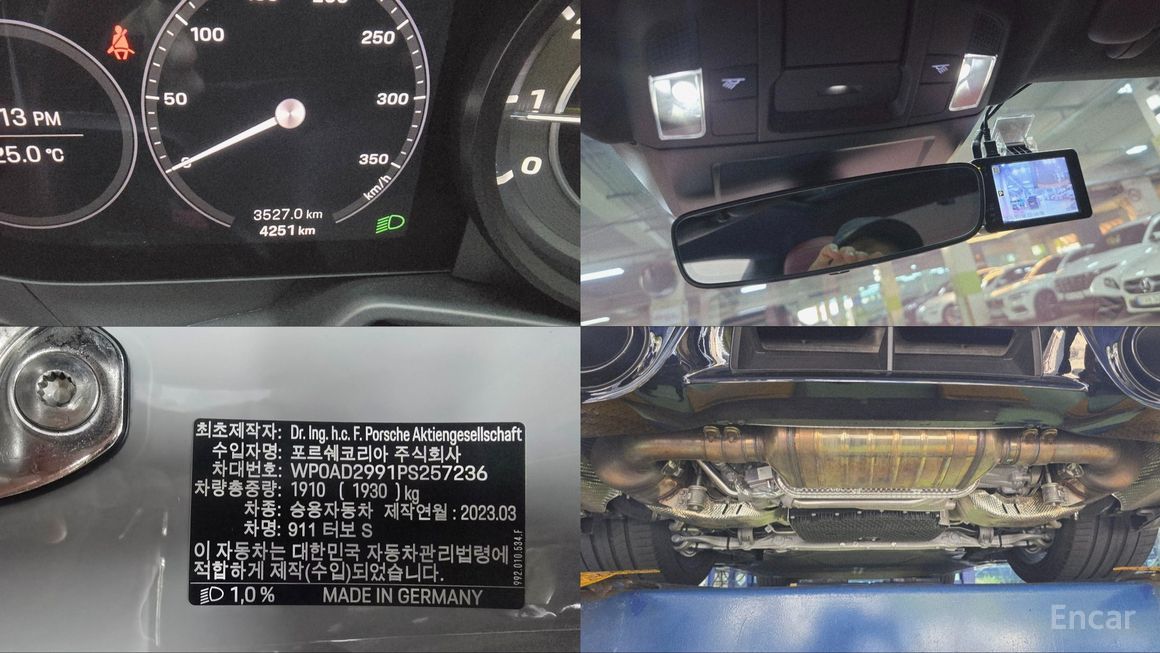 100
250
50
300
350
km/h
13 PM
25.0 °C
3527.0 km
4251 km
1
0
최초제작자: Dr. Ing. h.c. F. Porsche Aktiengesellschaft
수입자명: 포르쉐코리아 주식회사
차대번호: WP0AD2991PS257236
차량총중량: 1910 ( 1930 ) kg
차종: 승용자동차 제작연월 : 2023.03
차명: 911 터보 S
이 자동차는 대한민국 자동차관리법령에
적합하게 제작(수입)되었습니다.
1,0 % MADE IN GERMANY
992.010.534.F
Encar